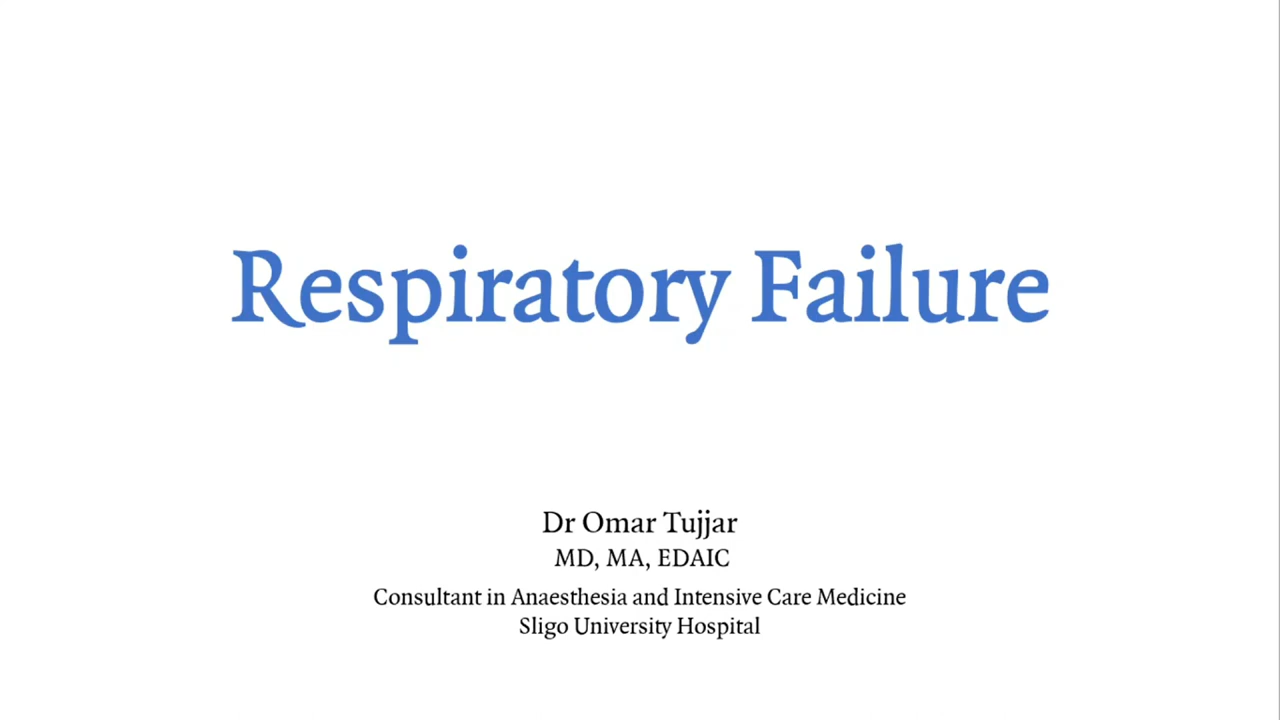 Respiratory Failure
Dr Omar Tujjar
MD, MA, EDAIC
Consultant in Anaesthesia and Intensive Care Medicine
Sligo University Hospital